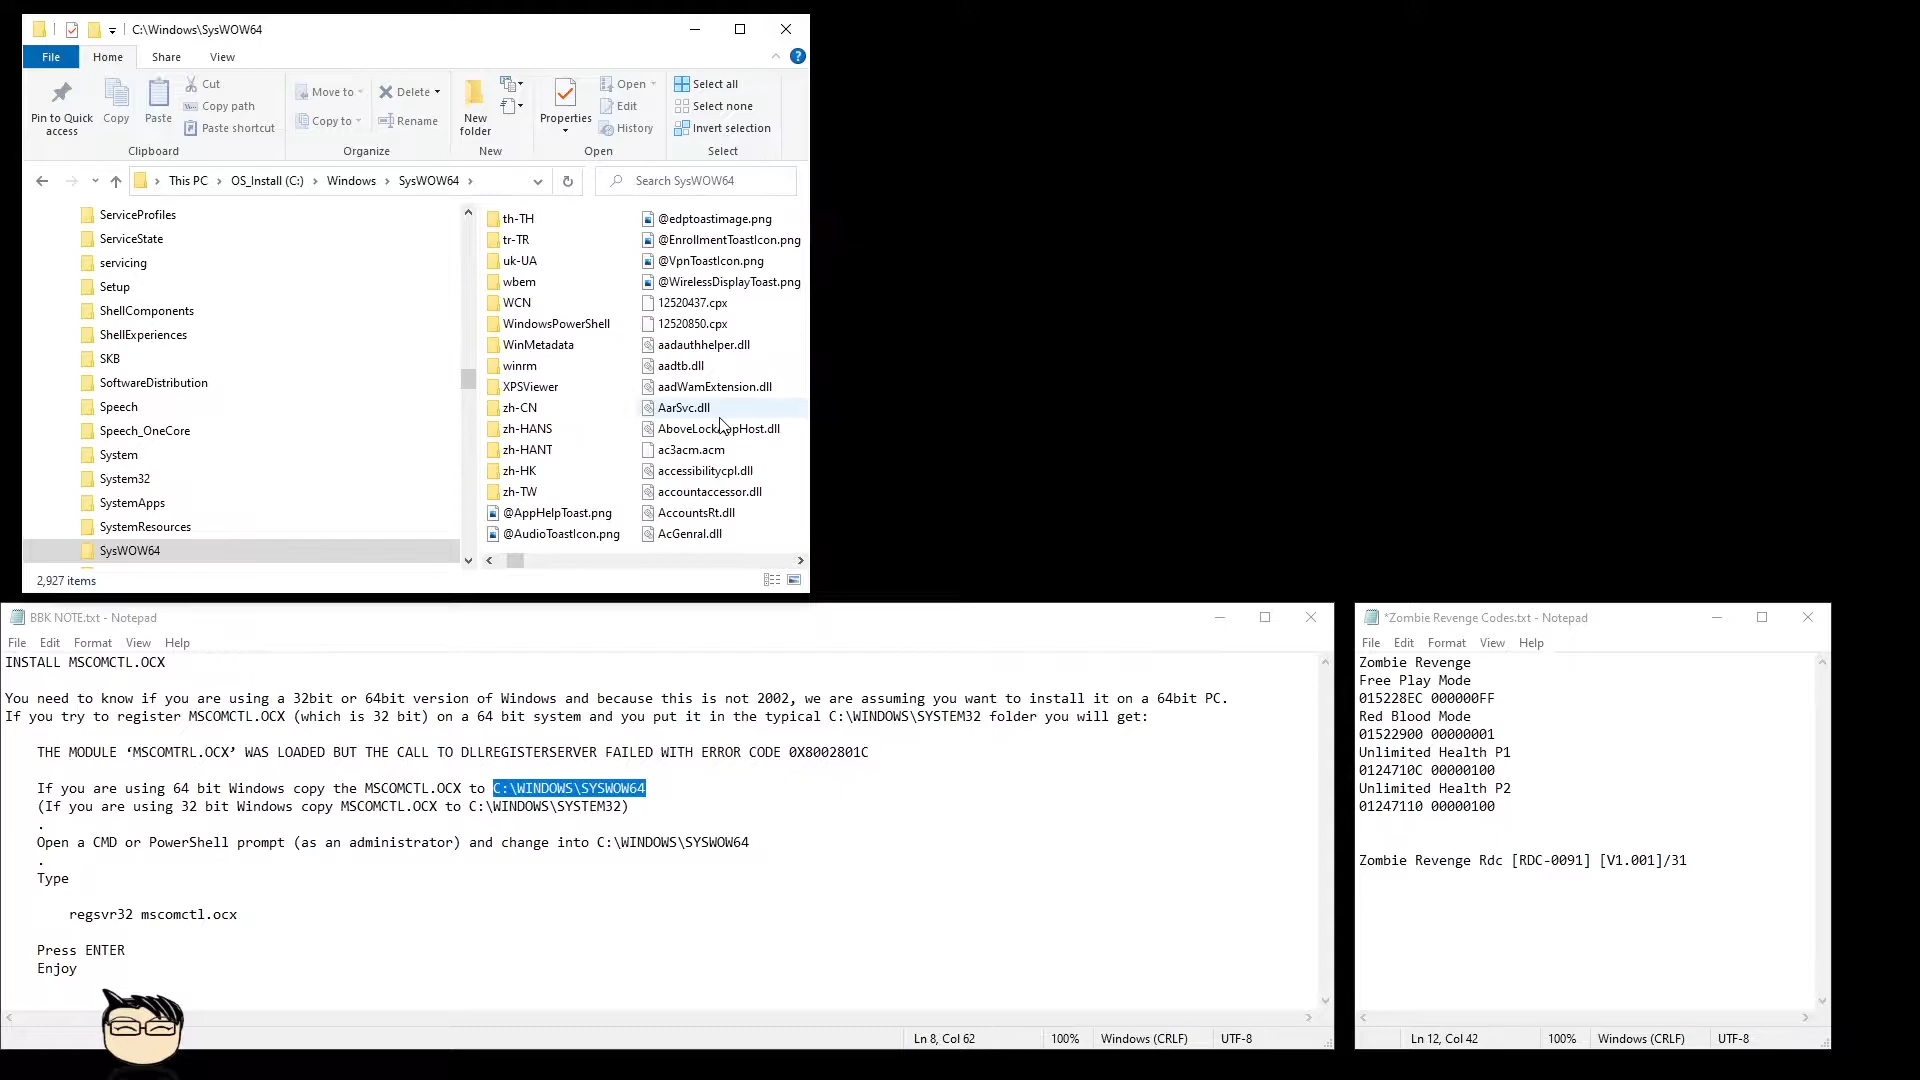 C:\Windows\SysWOW64
File Home Share View
Pin to Quick access
Copy
Paste
Cut
Copy path
Paste shortcut
Clipboard
Move to
Copy to
Delete
Rename
Organize
New folder
New
Properties
Open
Edit
History
Open
Select all
Select none
Invert selection
Select
This PC > OS_Install (C:) > Windows > SysWOW64 >
Search SysWOW64
ServiceProfiles
ServiceState
servicing
Setup
ShellComponents
ShellExperiences
SKB
SoftwareDistribution
Speech
Speech_OneCore
System
System32
SystemApps
SystemResources
SysWOW64
th-TH
tr-TR
uk-UA
wbem
WCN
WindowsPowerShell
WinMetadata
winrm
XPSViewer
zh-CN
zh-HANS
zh-HANT
zh-HK
zh-TW
@AppHelpToast.png
@AudioToastIcon.png
@edptoastimage.png
@EnrollmentToastIcon.png
@VpnToastIcon.png
@WirelessDisplayToast.png
12520437.cpx
12520850.cpx
aadauthhelper.dll
aadtb.dll
aadWamExtension.dll
AarSvc.dll
AboveLockAppHost.dll
ac3acm.acm
accessibilitycpl.dll
accountaccessor.dll
AccountsRt.dll
AcGenral.dll
2,927 items
BBK NOTE.txt - Notepad
File Edit Format View Help
INSTALL MSCOMCTL.OCX
You need to know if you are using a 32bit or 64bit version of Windows and because this is not 2002, we are assuming you want to install it on a 64bit PC.
If you try to register MSCOMCTL.OCX (which is 32 bit) on a 64 bit system and you put it in the typical C:\WINDOWS\SYSTEM32 folder you will get:
THE MODULE ‘MSCOMTRL.OCX’ WAS LOADED BUT THE CALL TO DLLREGISTERSERVER FAILED WITH ERROR CODE 0X8002801C
If you are using 64 bit Windows copy the MSCOMCTL.OCX to C:\WINDOWS\SYSWOW64
(If you are using 32 bit Windows copy MSCOMCTL.OCX to C:\WINDOWS\SYSTEM32)
.
Open a CMD or PowerShell prompt (as an administrator) and change into C:\WINDOWS\SYSWOW64
.
Type
regsvr32 mscomctl.ocx
Press ENTER
Enjoy
Ln 8, Col 62 100% Windows (CRLF) UTF-8
*Zombie Revenge Codes.txt - Notepad
File Edit Format View Help
Zombie Revenge
Free Play Mode
015228EC 000000FF
Red Blood Mode
01522900 00000001
Unlimited Health P1
0124710C 00000100
Unlimited Health P2
01247110 00000100
Zombie Revenge Rdc [RDC-0091] [V1.001]/31
Ln 12, Col 42 100% Windows (CRLF) UTF-8